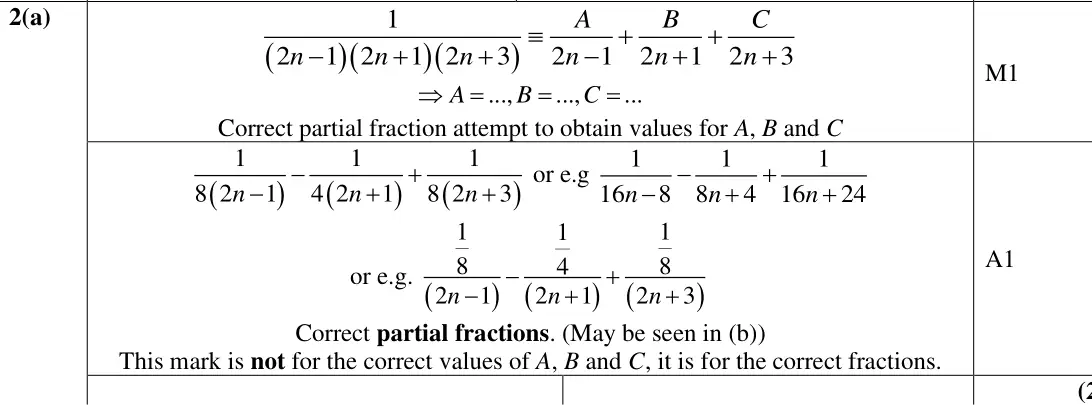 2(a)
1/((2n−1)(2n+1)(2n+3)) ≡ A/(2n−1) + B/(2n+1) + C/(2n+3)
⇒ A = ..., B = ..., C = ...
M1
Correct partial fraction attempt to obtain values for A, B and C
1/(8(2n−1)) − 1/(4(2n+1)) + 1/(8(2n+3)) or e.g 1/(16n−8) − 1/(8n+4) + 1/(16n+24)
or e.g. (1/8)/(2n−1) − (1/4)/(2n+1) + (1/8)/(2n+3)
A1
Correct partial fractions. (May be seen in (b))
This mark is not for the correct values of A, B and C, it is for the correct fractions.
(2